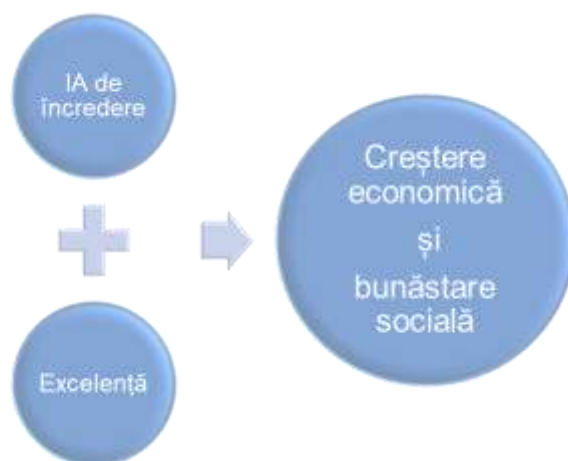 IA de
încredere
Excelență
Creștere
economică
și
bunăstare
socială